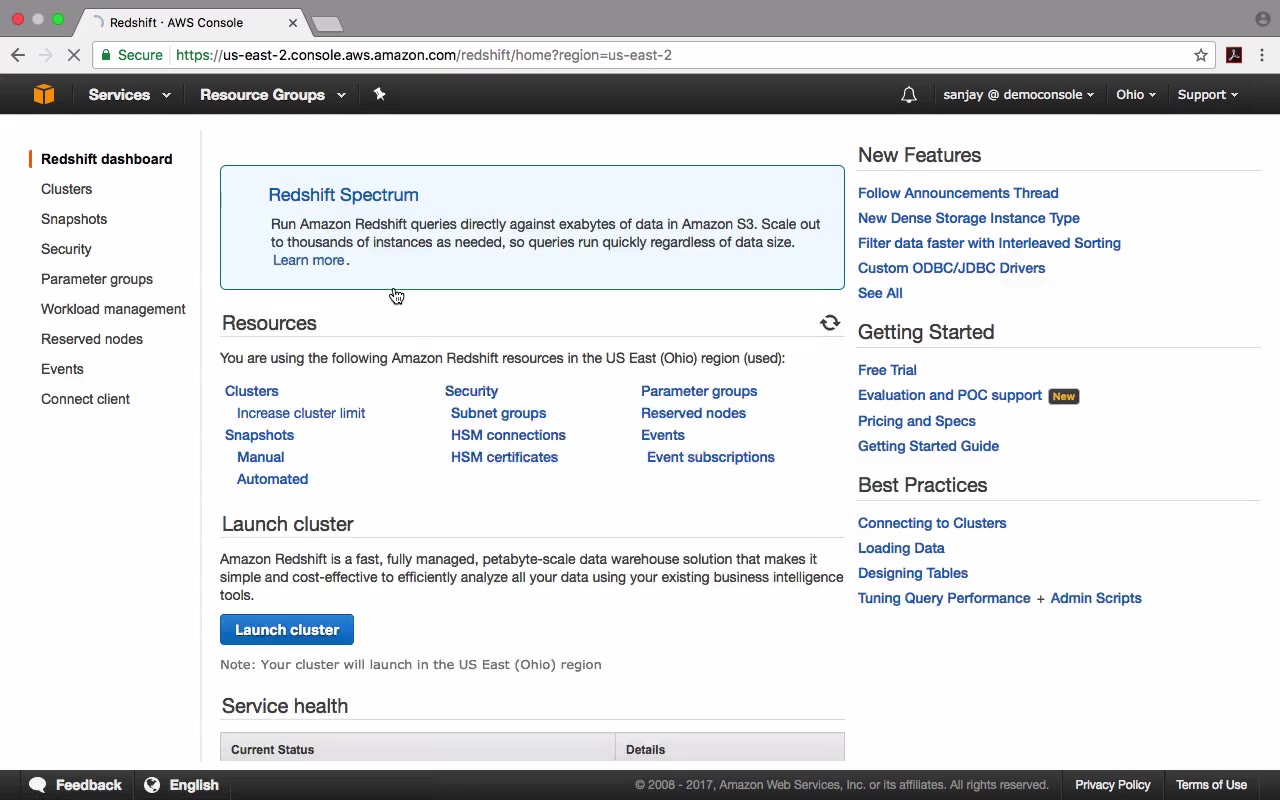 Redshift · AWS Console
Secure https://us-east-2.console.aws.amazon.com/redshift/home?region=us-east-2
Services Resource Groups sanjay @ democonsole Ohio Support
Redshift dashboard
Clusters
Snapshots
Security
Parameter groups
Workload management
Reserved nodes
Events
Connect client
Redshift Spectrum
Run Amazon Redshift queries directly against exabytes of data in Amazon S3. Scale out
to thousands of instances as needed, so queries run quickly regardless of data size.
Learn more.
Resources
You are using the following Amazon Redshift resources in the US East (Ohio) region (used):
Clusters
Increase cluster limit
Snapshots
Manual
Automated
Security
Subnet groups
HSM connections
HSM certificates
Parameter groups
Reserved nodes
Events
Event subscriptions
Launch cluster
Amazon Redshift is a fast, fully managed, petabyte-scale data warehouse solution that makes it
simple and cost-effective to efficiently analyze all your data using your existing business intelligence
tools.
Launch cluster
Note: Your cluster will launch in the US East (Ohio) region
Service health
Current Status Details
New Features
Follow Announcements Thread
New Dense Storage Instance Type
Filter data faster with Interleaved Sorting
Custom ODBC/JDBC Drivers
See All
Getting Started
Free Trial
Evaluation and POC support New
Pricing and Specs
Getting Started Guide
Best Practices
Connecting to Clusters
Loading Data
Designing Tables
Tuning Query Performance + Admin Scripts
Feedback English © 2008 - 2017, Amazon Web Services, Inc. or its affiliates. All rights reserved. Privacy Policy Terms of Use